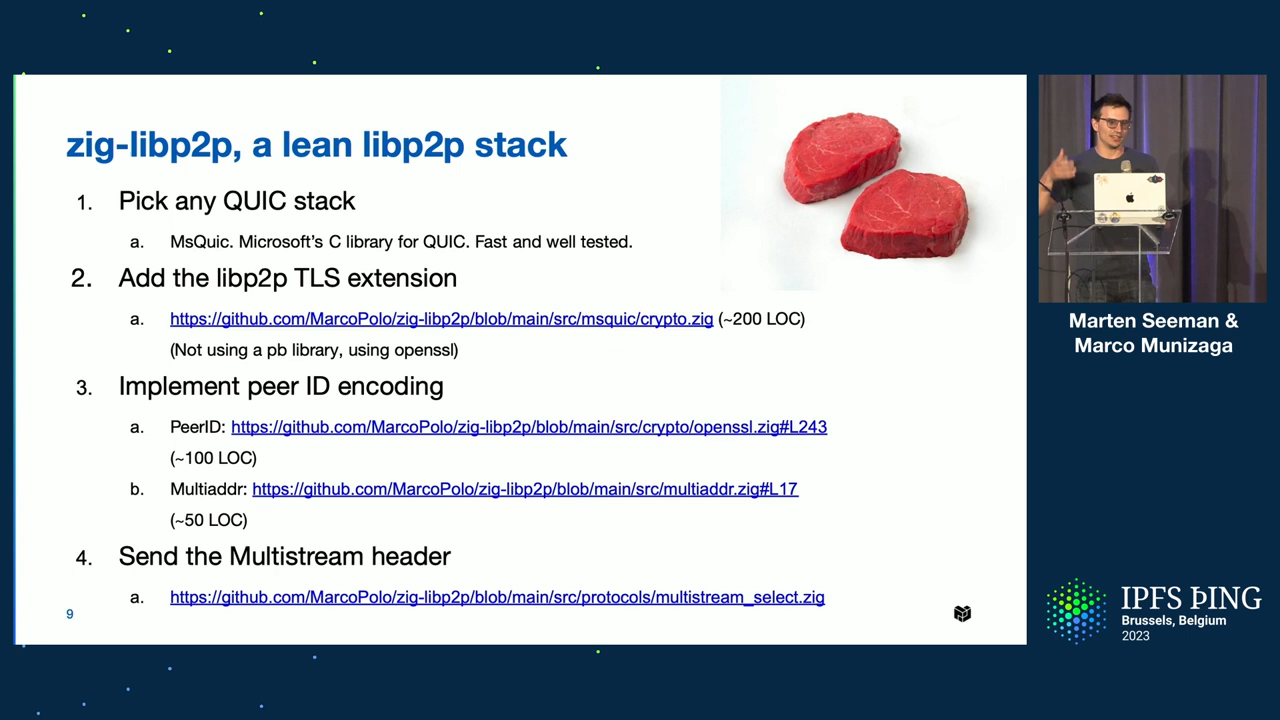 zig-libp2p, a lean libp2p stack
1. Pick any QUIC stack
a. MsQuic. Microsoft's C library for QUIC. Fast and well tested.
2. Add the libp2p TLS extension
a. https://github.com/MarcoPolo/zig-libp2p/blob/main/src/msquic/crypto.zig (~200 LOC)
(Not using a pb library, using openssl)
3. Implement peer ID encoding
a. PeerID: https://github.com/MarcoPolo/zig-libp2p/blob/main/src/crypto/openssl.zig#L243
(~100 LOC)
b. Multiaddr: https://github.com/MarcoPolo/zig-libp2p/blob/main/src/multiaddr.zig#L17
(~50 LOC)
4. Send the Multistream header
a. https://github.com/MarcoPolo/zig-libp2p/blob/main/src/protocols/multistream_select.zig
9
Marten Seeman &
Marco Munizaga
IPFS ÞING
Brussels, Belgium
2023